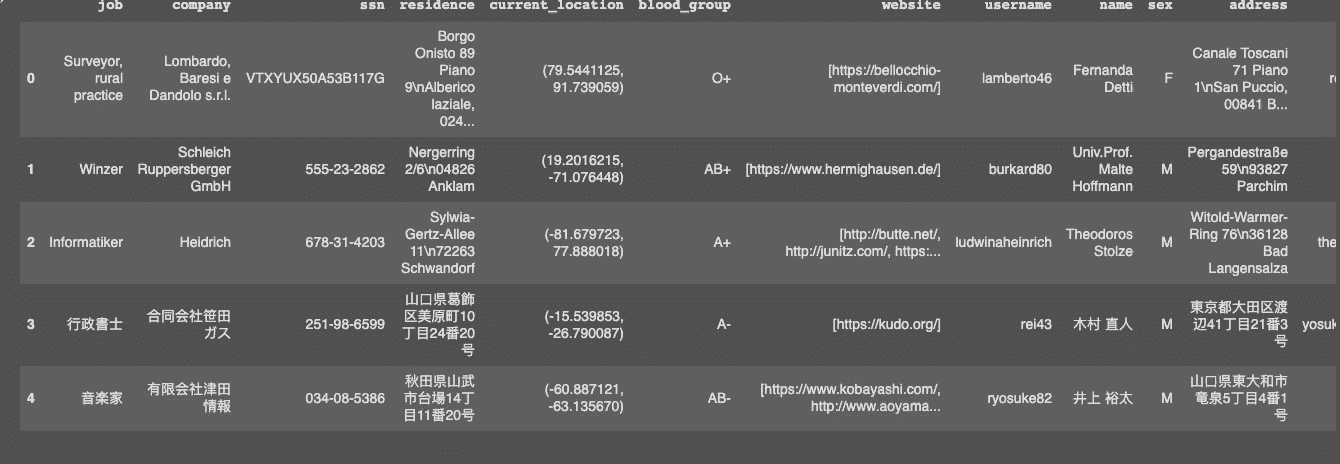 job company ssn residence current_location blood_group website username name sex address
0 Surveyor, rural practice Lombardo, Baresi e Dandolo s.r.l. VTXYUX50A53B117G Borgo Onisto 89 Piano 9\nAlberico laziale, 024... (79.5441125, 91.739059) O+ [https://bellocchio-monteverdi.com/] lamberto46 Fernanda Detti F Canale Toscani 71 Piano 1\nSan Puccio, 00841 B...
1 Winzer Schleich Ruppersberger GmbH 555-23-2862 Nergerring 2/6\n04826 Anklam (19.2016215, -71.076448) AB+ [https://www.hermighausen.de/] burkard80 Univ.Prof. Malte Hoffmann M Pergandestraße 59\n93827 Parchim
2 Informatiker Heidrich 678-31-4203 Sylwia-Gertz-Allee 11\n72263 Schwandorf (-81.679723, 77.888018) A+ [http://butte.net/, http://junitz.com/, https:... ludwinaheinrich Theodoros Stolze M Witold-Warmer-Ring 76\n36128 Bad Langensalza the
3 行政書士 合同会社笹田ガス 251-98-6599 山口県葛飾区美原町10丁目24番20号 (-15.539853, -26.790087) A- [https://kudo.org/] rei43 木村 直人 M 東京都大田区渡辺41丁目21番3号 yosuk
4 音楽家 有限会社津田情報 034-08-5386 秋田県山武市台場14丁目11番20号 (-60.887121, -63.135670) AB- [https://www.kobayashi.com/, http://www.aoyama... ryosuke82 井上 裕太 M 山口県東大和市竜泉5丁目4番1号